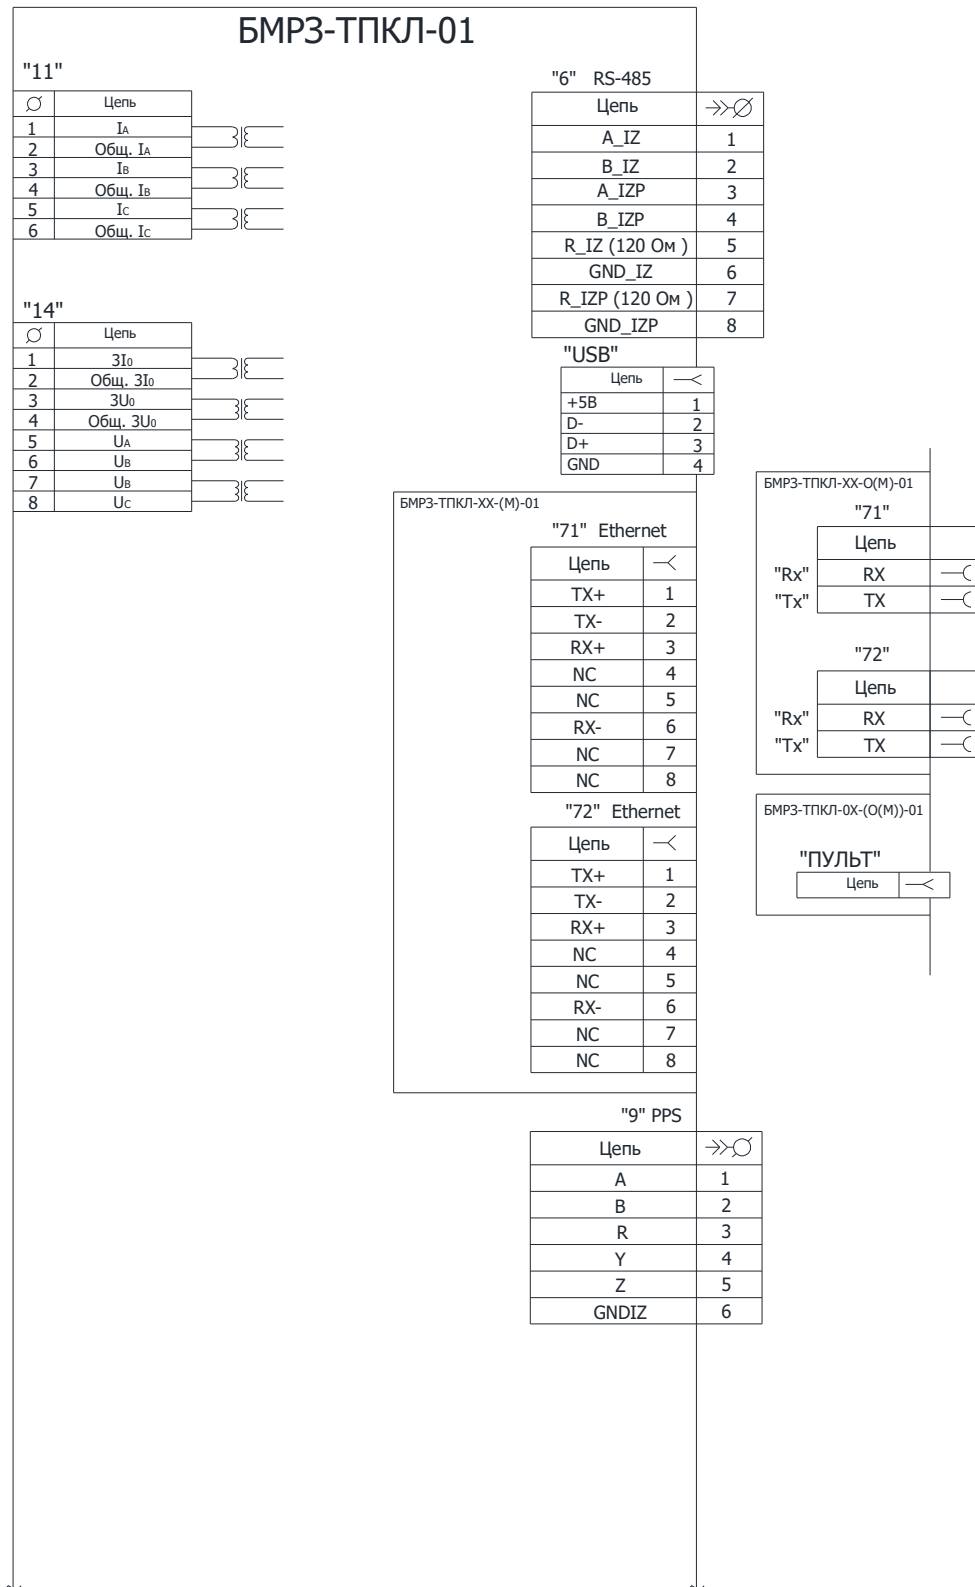 БМРЗ-ТПКЛ-01
"11"
Цепь
1 IA
2 Общ. IA
3 IB
4 Общ. IB
5 IC
6 Общ. IC
"14"
Цепь
1 3I0
2 Общ. 3I0
3 3U0
4 Общ. 3U0
5 UA
6 UB
7 UB
8 UC
"6" RS-485
Цепь
A_IZ 1
B_IZ 2
A_IZP 3
B_IZP 4
R_IZ (120 Ом ) 5
GND_IZ 6
R_IZP (120 Ом ) 7
GND_IZP 8
"USB"
Цепь
+5В 1
D- 2
D+ 3
GND 4
БМРЗ-ТПКЛ-ХХ-(М)-01
"71" Ethernet
Цепь
TX+ 1
TX- 2
RX+ 3
NC 4
NC 5
RX- 6
NC 7
NC 8
"72" Ethernet
Цепь
TX+ 1
TX- 2
RX+ 3
NC 4
NC 5
RX- 6
NC 7
NC 8
"9" PPS
Цепь
A 1
B 2
R 3
Y 4
Z 5
GNDIZ 6
БМРЗ-ТПКЛ-ХХ-О(М)-01
"71"
Цепь
"Rx" RX
"Tx" TX
"72"
Цепь
"Rx" RX
"Tx" TX
БМРЗ-ТПКЛ-0Х-(О(М))-01
"ПУЛЬТ"
Цепь